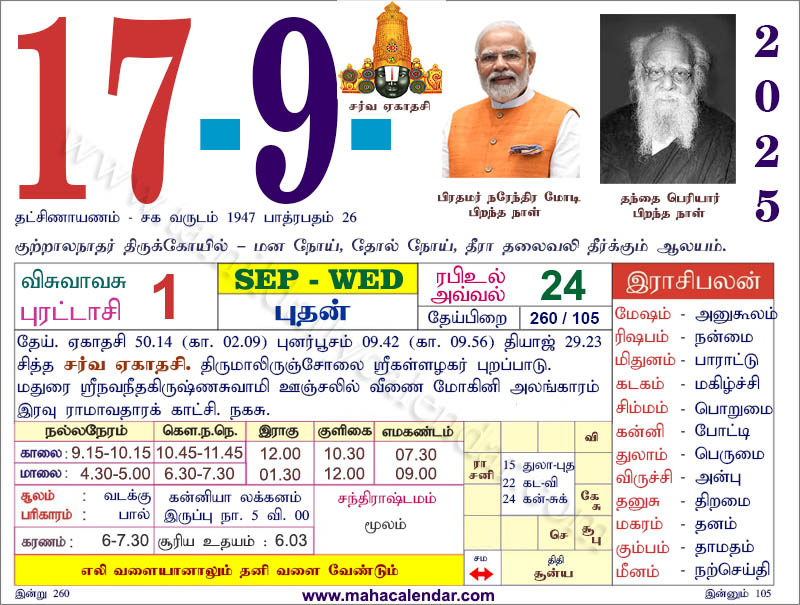 17-9-
2025
சர்வ ஏகாதசி
பிரதமர் நரேந்திர மோடி
பிறந்த நாள்
தந்தை பெரியார்
பிறந்த நாள்
தட்சிணாயணம் - சக வருடம் 1947 பாத்ரபதம் 26
குற்றாலநாதர் திருக்கோயில் – மன நோய், தோல் நோய், தீரா தலைவலி தீர்க்கும் ஆலயம்.
விசுவாவசு
புரட்டாசி 1
SEP - WED
புதன்
ரபிஉல்
அவ்வல் 24
தேய்பிறை 260 / 105
தேய். ஏகாதசி 50.14 (கா. 02.09) புனர்பூசம் 09.42 (கா. 09.56) தியாஜ் 29.23
சித்த சர்வ ஏகாதசி. திருமாலிருஞ்சோலை ஸ்ரீகள்ளழகர் புறப்பாடு.
மதுரை ஸ்ரீநவநீதகிருஷ்ணசுவாமி ஊஞ்சலில் வீணை மோகினி அலங்காரம்
இரவு ராமாவதாரக் காட்சி. நகசு.
நல்லநேரம் கௌ.ந.நெ. இராகு குளிகை எமகண்டம்
காலை: 9.15-10.15 10.45-11.45 12.00 10.30 07.30
மாலை: 4.30-5.00 6.30-7.30 01.30 12.00 09.00
சூலம் : வடக்கு
பரிகாரம் : பால்
கன்னியா லக்கனம்
இருப்பு நா. 5 வி. 00
சந்திராஷ்டமம்
மூலம்
கரணம் : 6-7.30 சூரிய உதயம் : 6.03
எலி வளையானாலும் தனி வளை வேண்டும்
வி
ரா
சனி
15 துலா-புத
22 கட-வி
24 கன்-சுக்
கே
சு
செ
சூ
பு
சம
திதி
சூன்ய
இராசிபலன்
மேஷம் - அனுகூலம்
ரிஷபம் - நன்மை
மிதுனம் - பாராட்டு
கடகம் - மகிழ்ச்சி
சிம்மம் - பொறுமை
கன்னி - போட்டி
துலாம் - பெருமை
விருச்சி - அன்பு
தனுசு - திறமை
மகரம் - தனம்
கும்பம் - தாமதம்
மீனம் - நற்செய்தி
இன்று 260
www.mahacalendar.com
இன்னும் 105